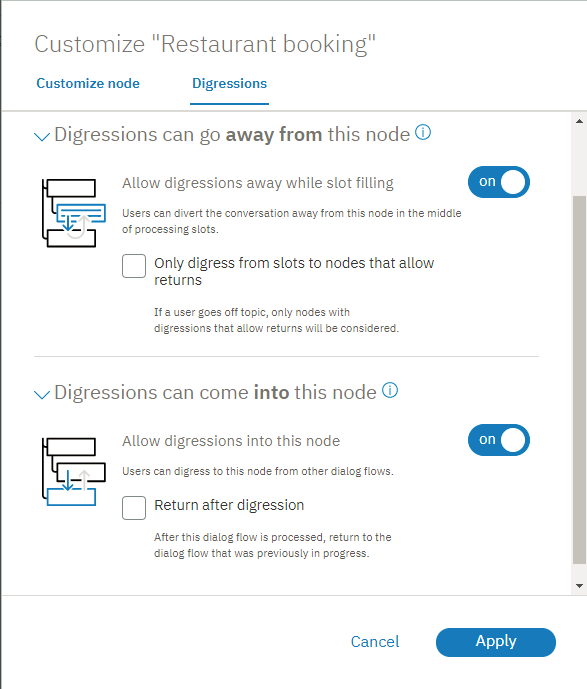 Customize "Restaurant booking"
Customize node
Digressions
Digressions can go away from this node
Allow digressions away while slot filling
on
Users can divert the conversation away from this node in the middle
of processing slots.
Only digress from slots to nodes that allow
returns
If a user goes off topic, only nodes with
digressions that allow returns will be considered.
Digressions can come into this node
Allow digressions into this node
on
Users can digress to this node from other dialog flows.
Return after digression
After this dialog flow is processed, return to the
dialog flow that was previously in progress.
Cancel
Apply